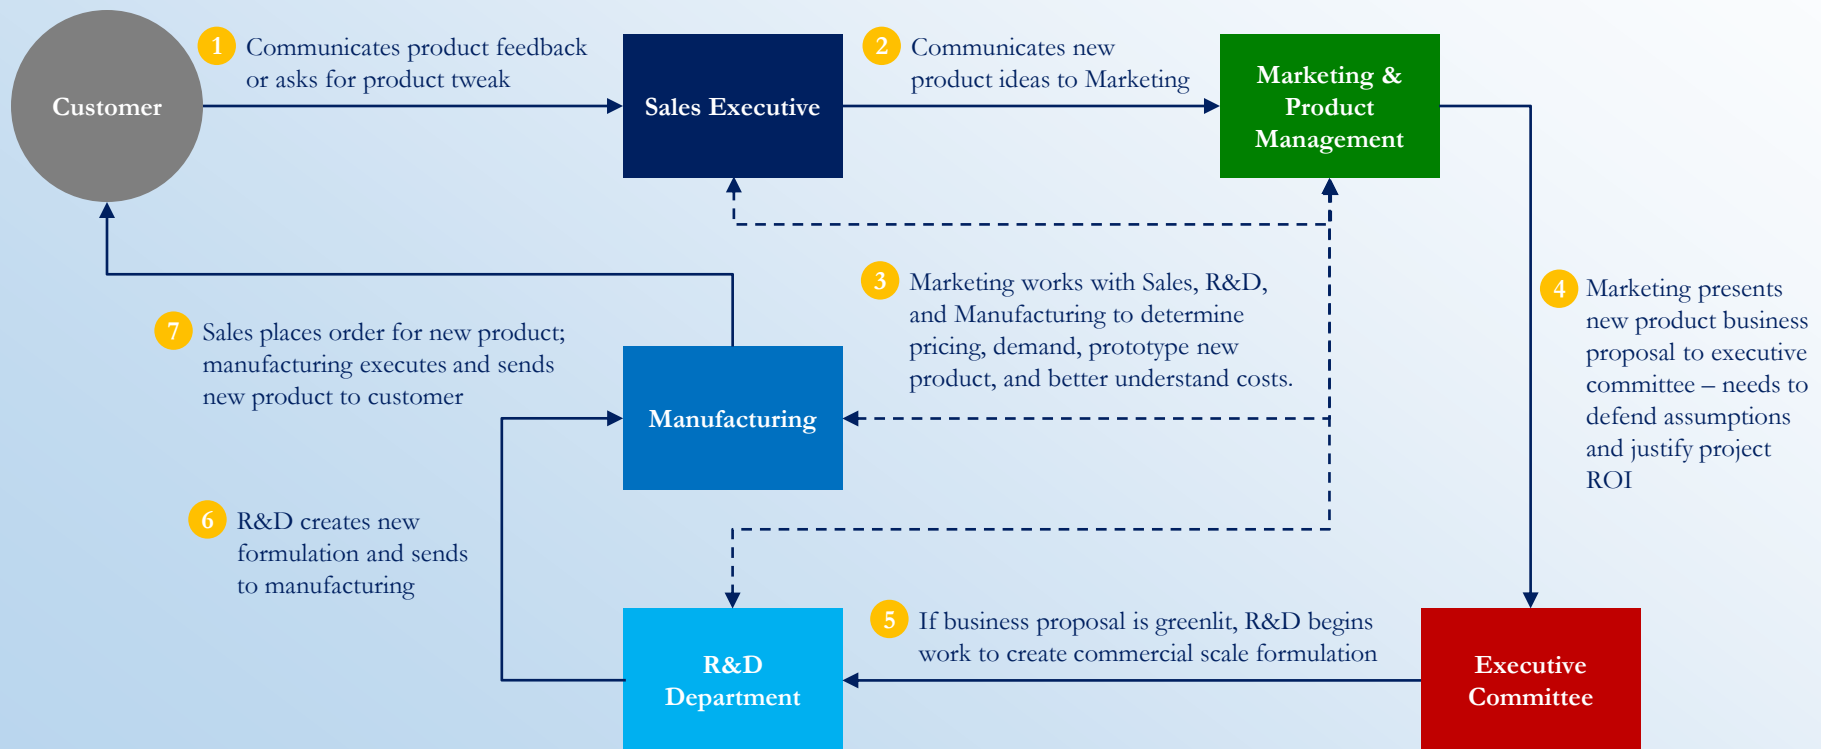 Customer
1
Communicates product feedback
or asks for product tweak
Sales Executive
2
Communicates new
product ideas to Marketing
Marketing &
Product
Management
3
Marketing works with Sales, R&D,
and Manufacturing to determine
pricing, demand, prototype new
product, and better understand costs.
4
Marketing presents
new product business
proposal to executive
committee – needs to
defend assumptions
and justify project
ROI
7
Sales places order for new product;
manufacturing executes and sends
new product to customer
Manufacturing
6
R&D creates new
formulation and sends
to manufacturing
R&D
Department
5
If business proposal is greenlit, R&D begins
work to create commercial scale formulation
Executive
Committee